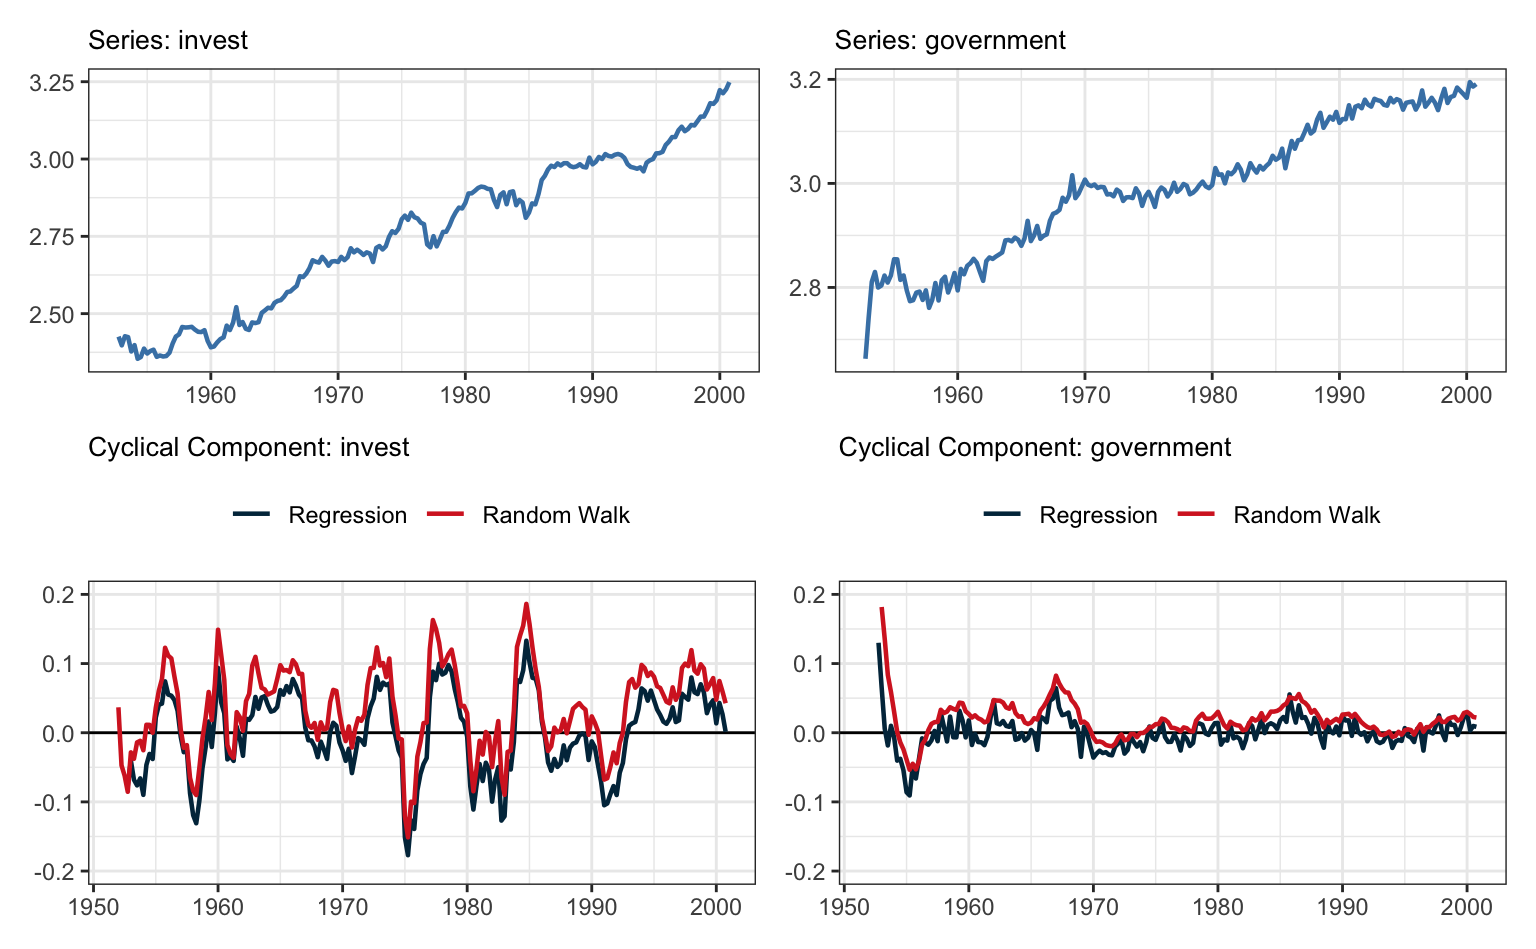 Series: invest
3.25
3.00
2.75
2.50
1960 1970 1980 1990 2000
Series: government
3.2
3.0
2.8
1960 1970 1980 1990 2000
Cyclical Component: invest
Regression Random Walk
0.2
0.1
0.0
-0.1
-0.2
1950 1960 1970 1980 1990 2000
Cyclical Component: government
Regression Random Walk
0.2
0.1
0.0
-0.1
-0.2
1950 1960 1970 1980 1990 2000